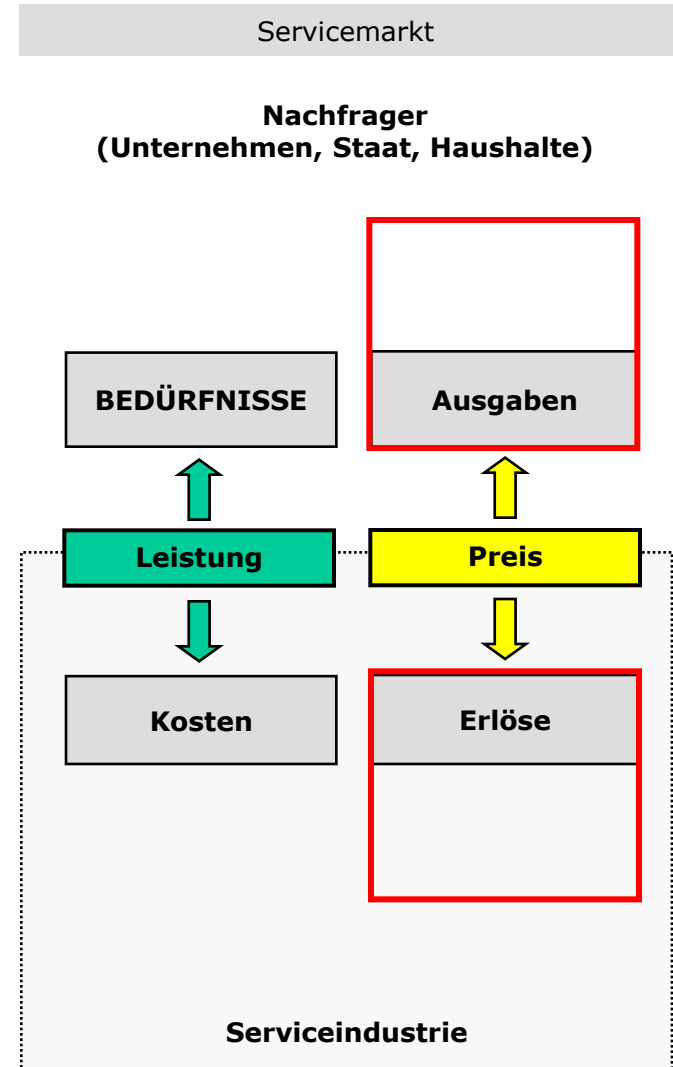 Servicemarkt
Nachfrager
(Unternehmen, Staat, Haushalte)
BEDÜRFNISSE
Ausgaben
Leistung
Preis
Kosten
Erlöse
Serviceindustrie